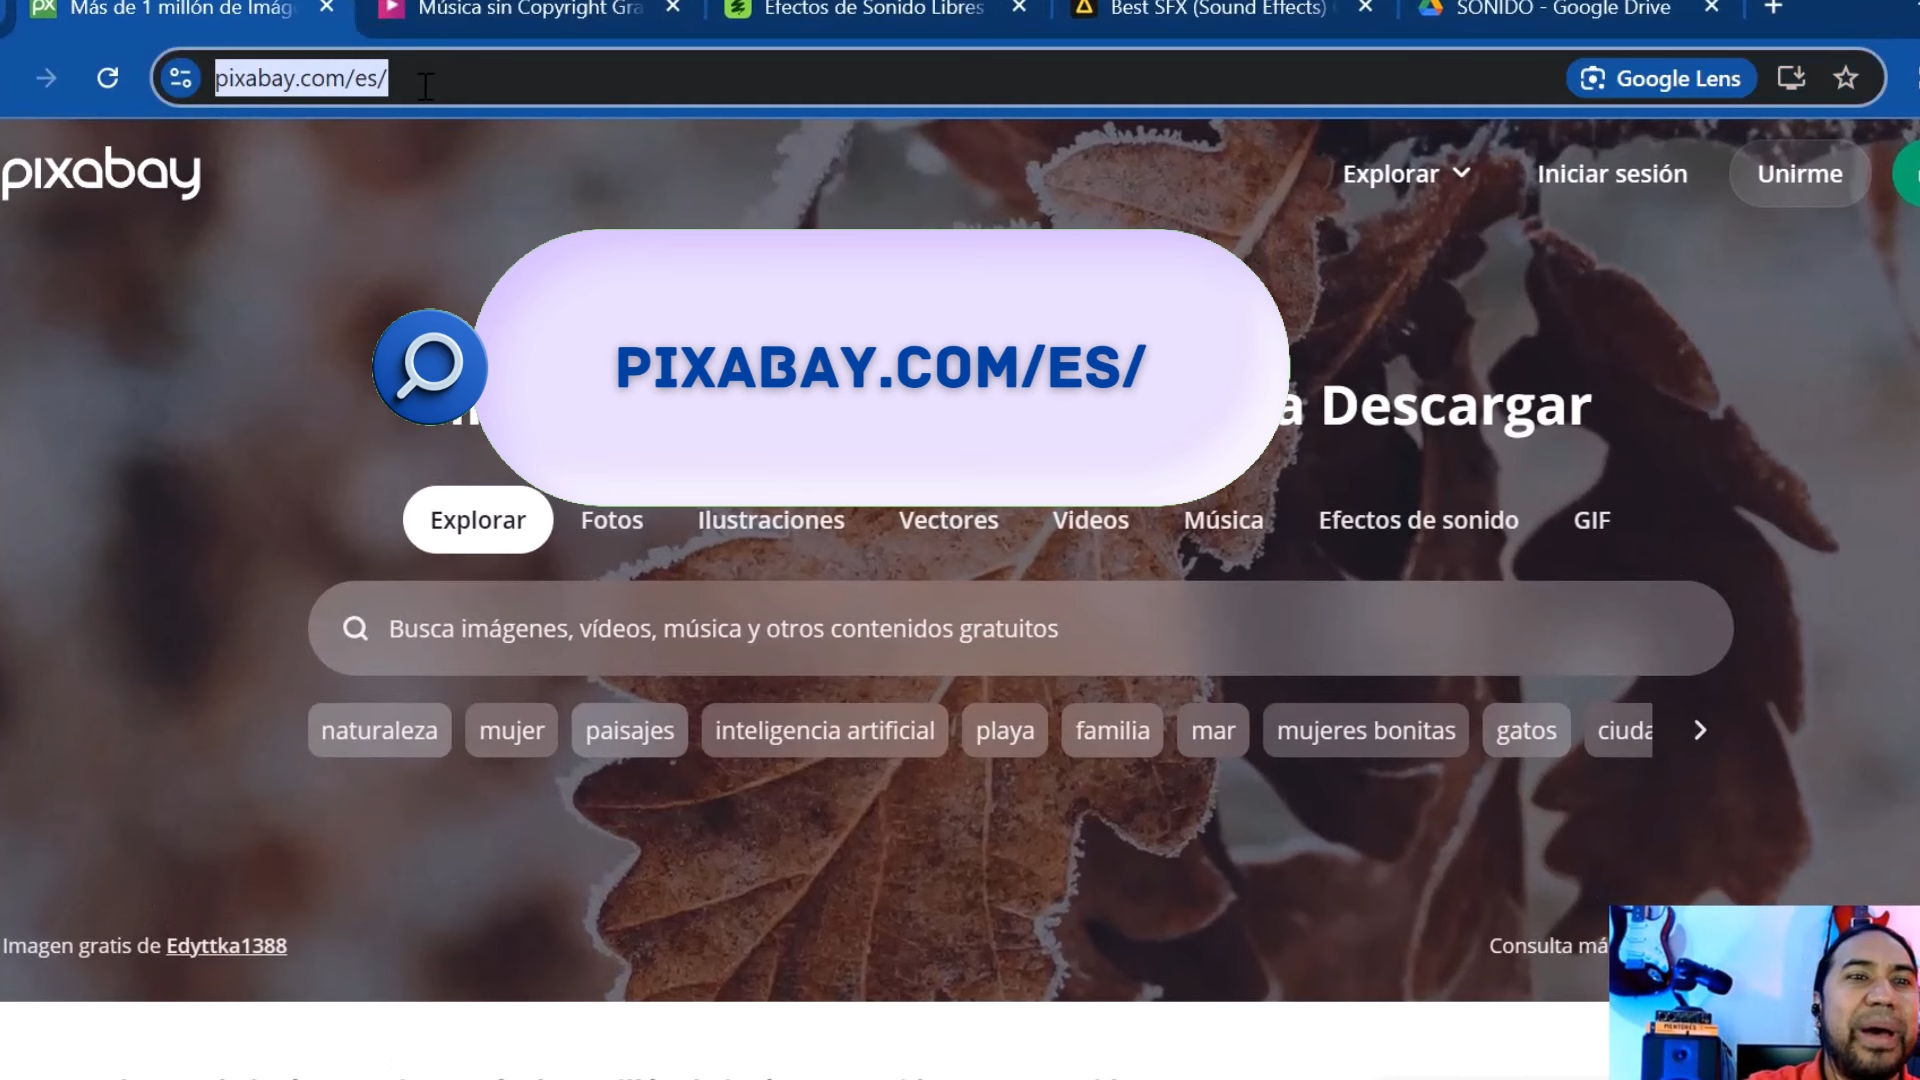 Más de 1 millón de Imág
Música sin Copyright Gra
Efectos de Sonido Libres
Best SFX (Sound Effects)
SONIDO - Google Drive
pixabay.com/es/
Google Lens
pixabay
Explorar
Iniciar sesión
Unirme
PIXABAY.COM/ES/
a Descargar
Explorar
Fotos
Ilustraciones
Vectores
Videos
Música
Efectos de sonido
GIF
Busca imágenes, vídeos, música y otros contenidos gratuitos
naturaleza
mujer
paisajes
inteligencia artificial
playa
familia
mar
mujeres bonitas
gatos
ciuda
Imagen gratis de Edyttka1388
Consulta má